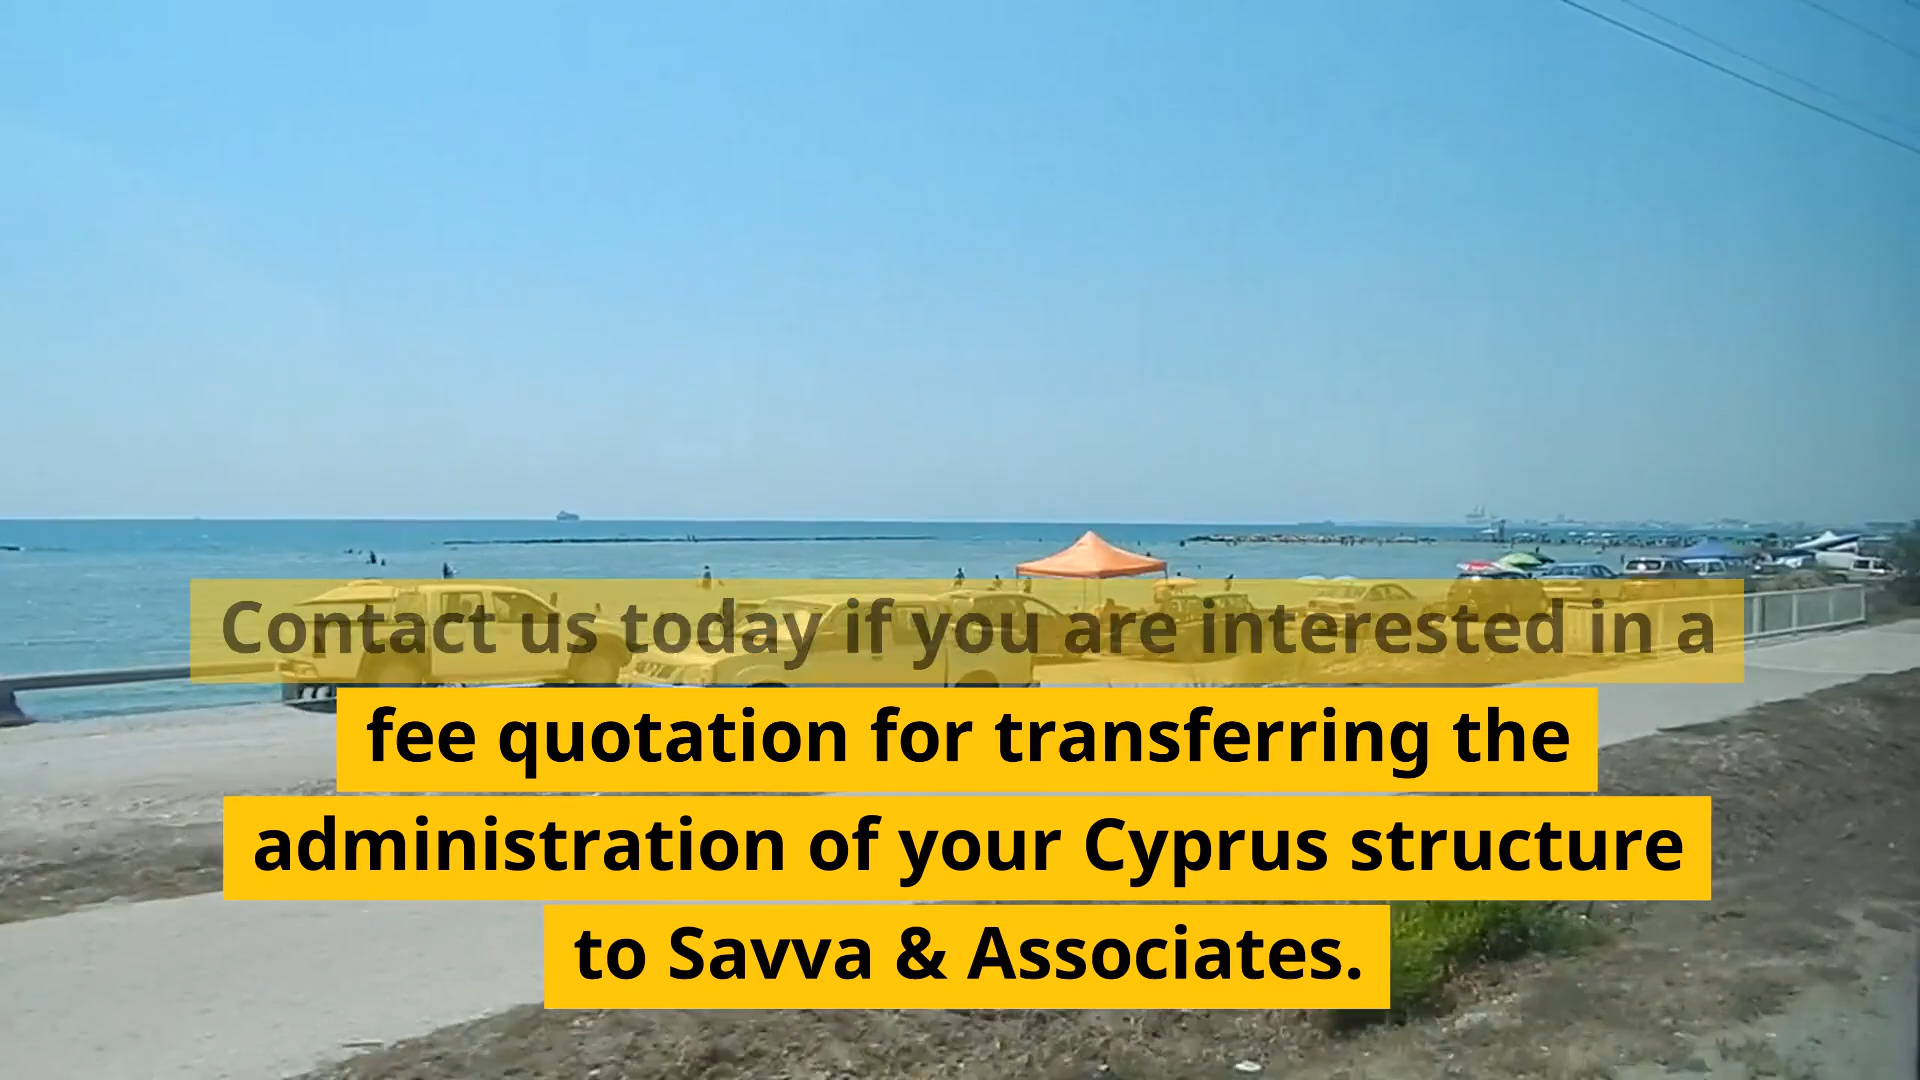 Contact us today if you are interested in a
fee quotation for transferring the
administration of your Cyprus structure
to Savva & Associates.